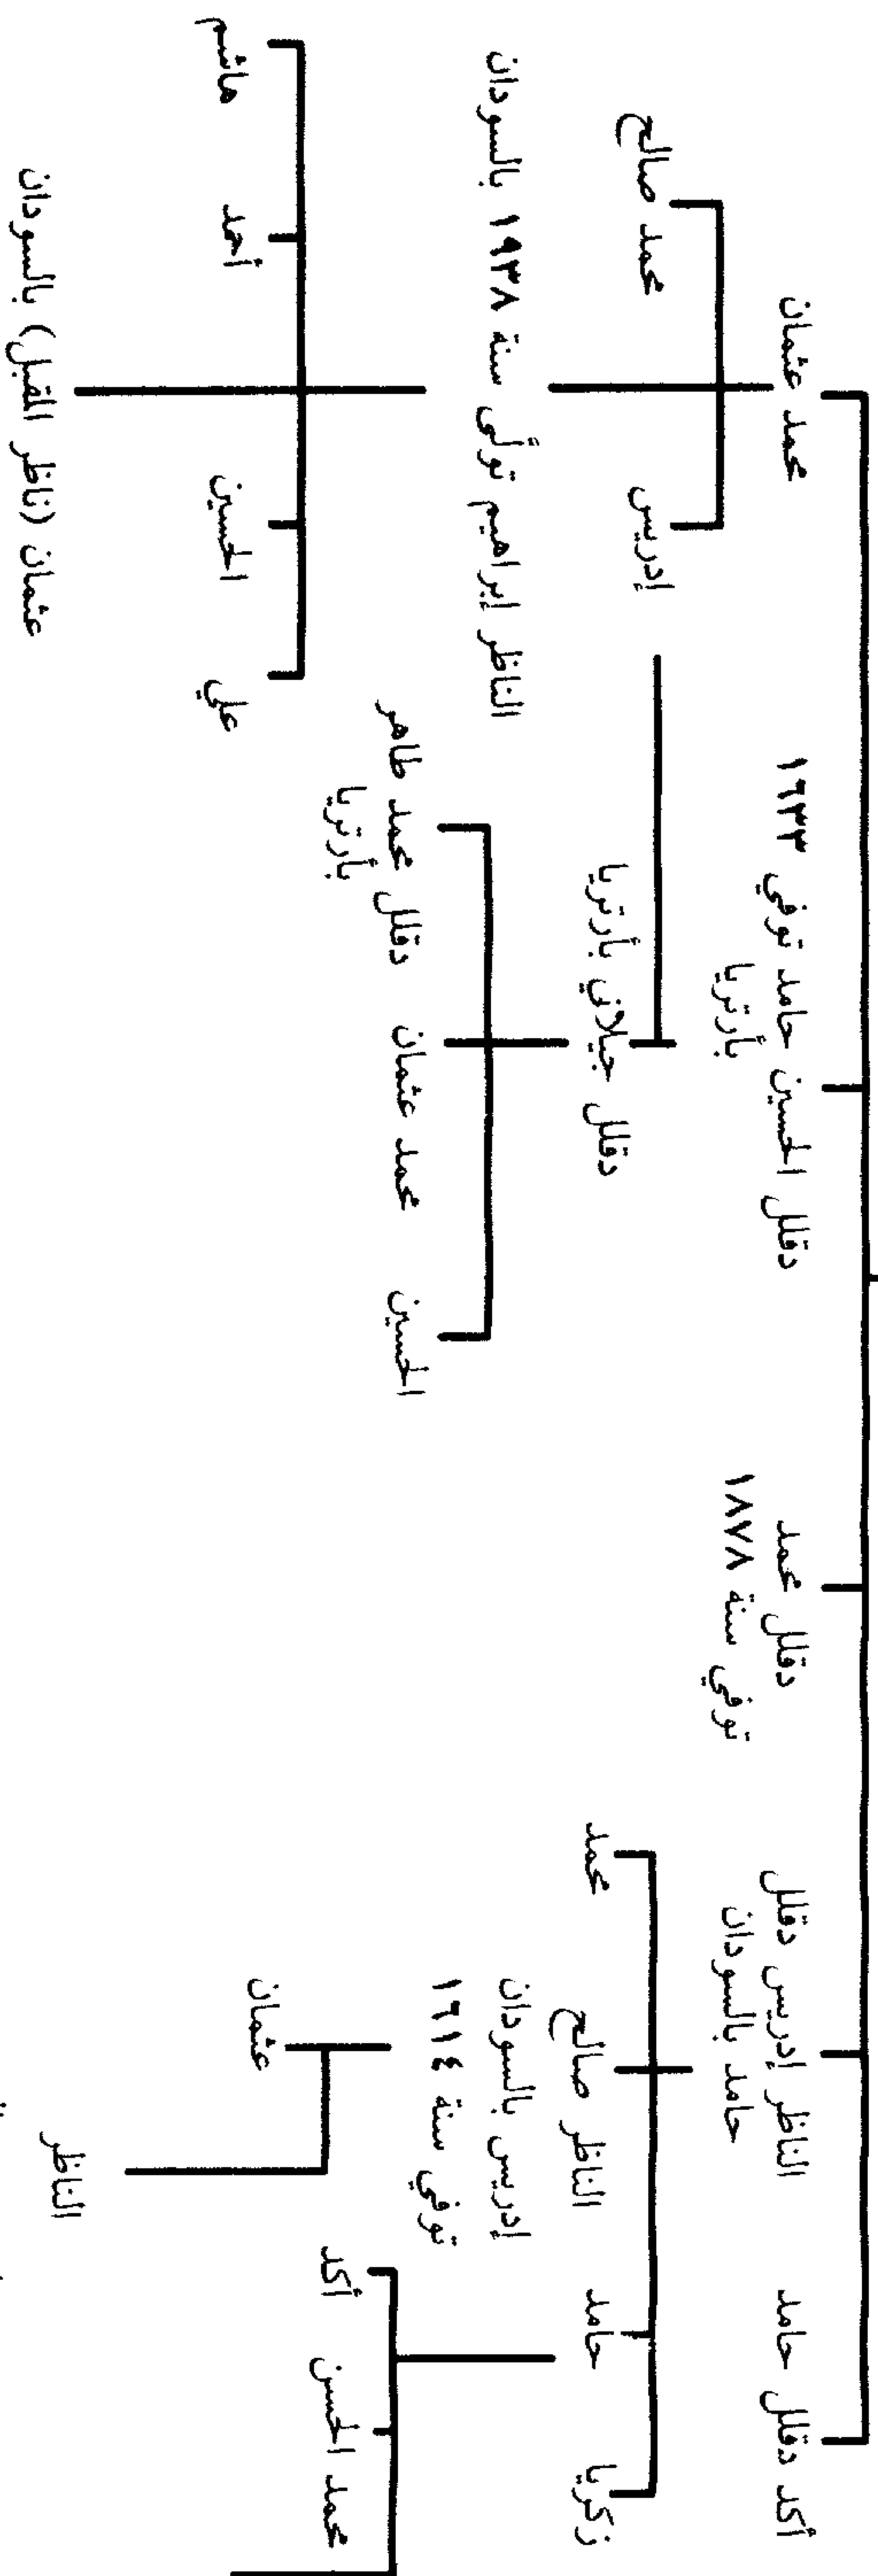 أكد دقلل حامد
الناظر إدريس دقلل
حامد بالسودان
دقلل محمد
توفي سنة ١٨٧٨
دقلل الحسين حامد توفي ١٦٣٣
بأرتريا
محمد عثمان
زكريا
حامد
الناظر صالح
إدريس بالسودان
توفي سنة ١٦١٤
محمد
دقلل جيلاني بأرتريا
إدريس
محمد صالح
الناظر إبراهيم تولَّى سنة ١٩٣٨ بالسودان
الحسين
محمد عثمان
دقلل محمد طاهر
بأرتريا
محمد الحسن
أكد
عثمان
علي
الحسين
أحمد
هاشم
الناظر
عثمان (ناظر المقبل) بالسودان